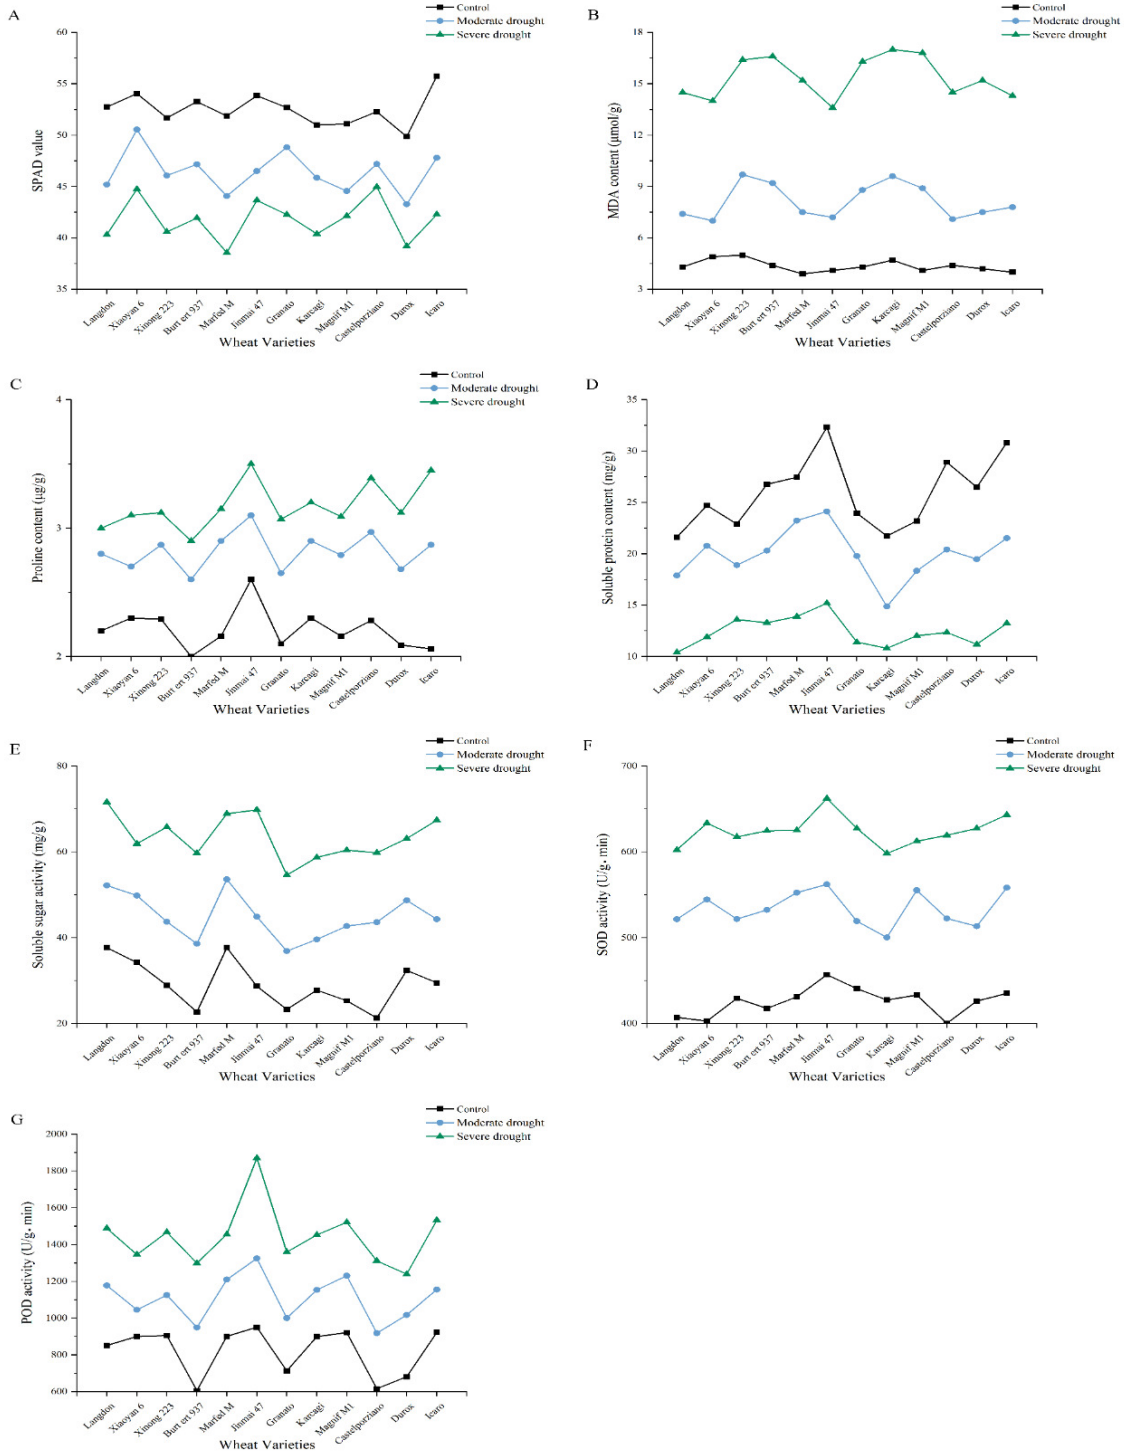 A
Control
Moderate drought
Severe drought
60
55
50
45
40
35
SPAD value
Langdon
Xiaoyan 6
Xinong 223
Burt ert 937
Marfed M
Jinmai 47
Granato
Karcagi
Magnif M1
Castelporziano
Durox
Icaro
Wheat Varieties
B
Control
Moderate drought
Severe drought
18
15
12
9
6
3
MDA content (μmol/g)
Langdon
Xiaoyan 6
Xinong 223
Burt ert 937
Marfed M
Jinmai 47
Granato
Karcagi
Magnif M1
Castelporziano
Durox
Icaro
Wheat Varieties
C
Control
Moderate drought
Severe drought
4
3
2
Proline content (μg/g)
Langdon
Xiaoyan 6
Xinong 223
Burt ert 937
Marfed M
Jinmai 47
Granato
Karcagi
Magnif M1
Castelporziano
Durox
Icaro
Wheat Varieties
D
Control
Moderate drought
Severe drought
35
30
25
20
15
10
Soluble protein content (mg/g)
Langdon
Xiaoyan 6
Xinong 223
Burt ert 937
Marfed M
Jinmai 47
Granato
Karcagi
Magnif M1
Castelporziano
Durox
Icaro
Wheat Varieties
E
Control
Moderate drought
Severe drought
80
60
40
20
Soluble sugar activity (mg/g)
Langdon
Xiaoyan 6
Xinong 223
Burt ert 937
Marfed M
Jinmai 47
Granato
Karcagi
Magnif M1
Castelporziano
Durox
Icaro
Wheat Varieties
F
Control
Moderate drought
Severe drought
700
600
500
400
SOD activity (U/g• min)
Langdon
Xiaoyan 6
Xinong 223
Burt ert 937
Marfed M
Jinmai 47
Granato
Karcagi
Magnif M1
Castelporziano
Durox
Icaro
Wheat Varieties
G
Control
Moderate drought
Severe drought
2000
1800
1600
1400
1200
1000
800
600
POD activity (U/g• min)
Langdon
Xiaoyan 6
Xinong 223
Burt ert 937
Marfed M
Jinmai 47
Granato
Karcagi
Magnif M1
Castelporziano
Durox
Icaro
Wheat Varieties